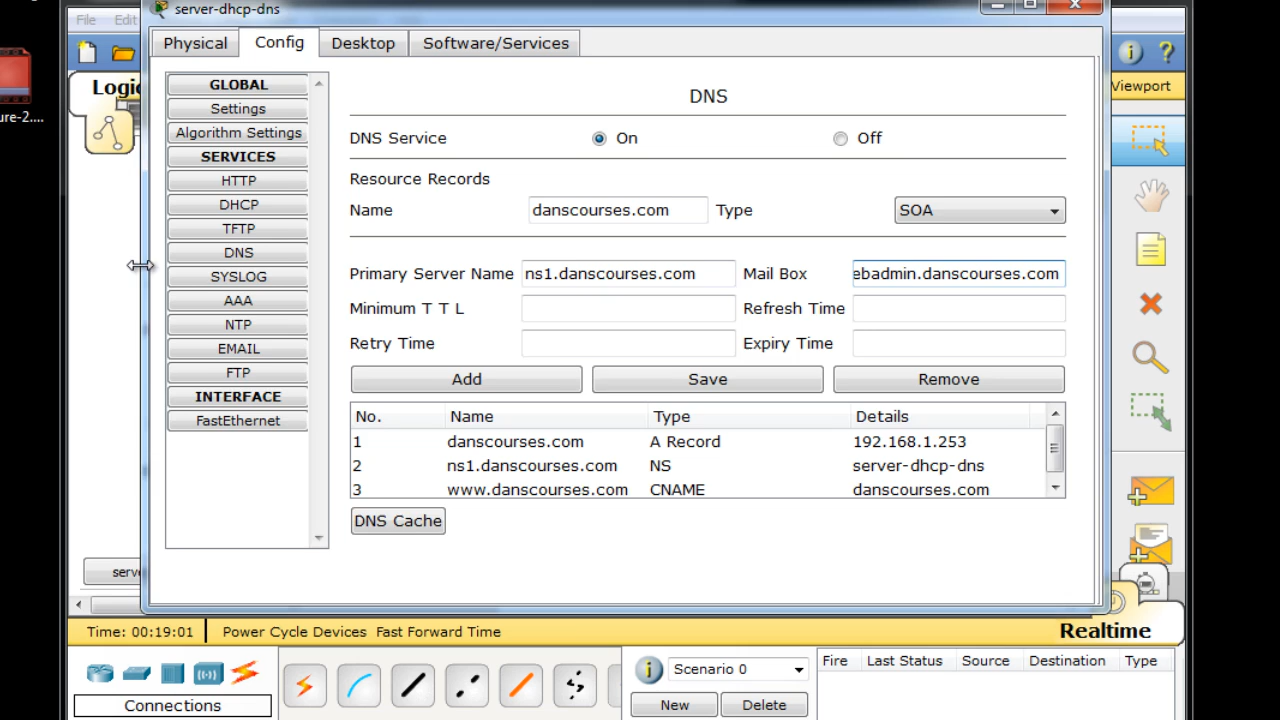 server-dhcp-dns
File Edit
Physical Config Desktop Software/Services
Viewport
Logic
ure-2....
GLOBAL
Settings
Algorithm Settings
SERVICES
HTTP
DHCP
TFTP
DNS
SYSLOG
AAA
NTP
EMAIL
FTP
INTERFACE
FastEthernet
DNS
DNS Service On Off
Resource Records
Name danscourses.com Type SOA
Primary Server Name ns1.danscourses.com Mail Box ebadmin.danscourses.com
Minimum T T L Refresh Time
Retry Time Expiry Time
Add Save Remove
No. Name Type Details
1 danscourses.com A Record 192.168.1.253
2 ns1.danscourses.com NS server-dhcp-dns
3 www.danscourses.com CNAME danscourses.com
DNS Cache
serve
Time: 00:19:01 Power Cycle Devices Fast Forward Time Realtime
Scenario 0
New Delete
Fire Last Status Source Destination Type
Connections